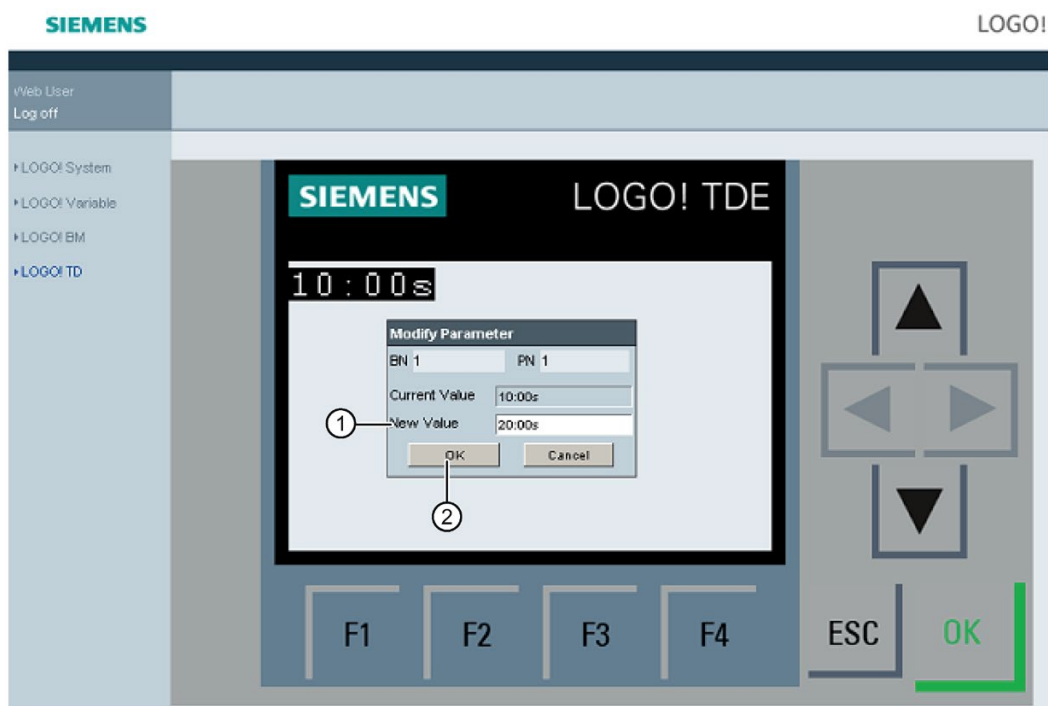 SIEMENS
LOGO!
Web User
Log off
LOGO! System
LOGO! Variable
LOGO! BM
LOGO! TD
SIEMENS
LOGO! TDE
10:00s
Modify Parameter
BN 1 PN 1
Current Value 10:00s
1 New Value 20:00s
OK Cancel
2
F1 F2 F3 F4 ESC OK